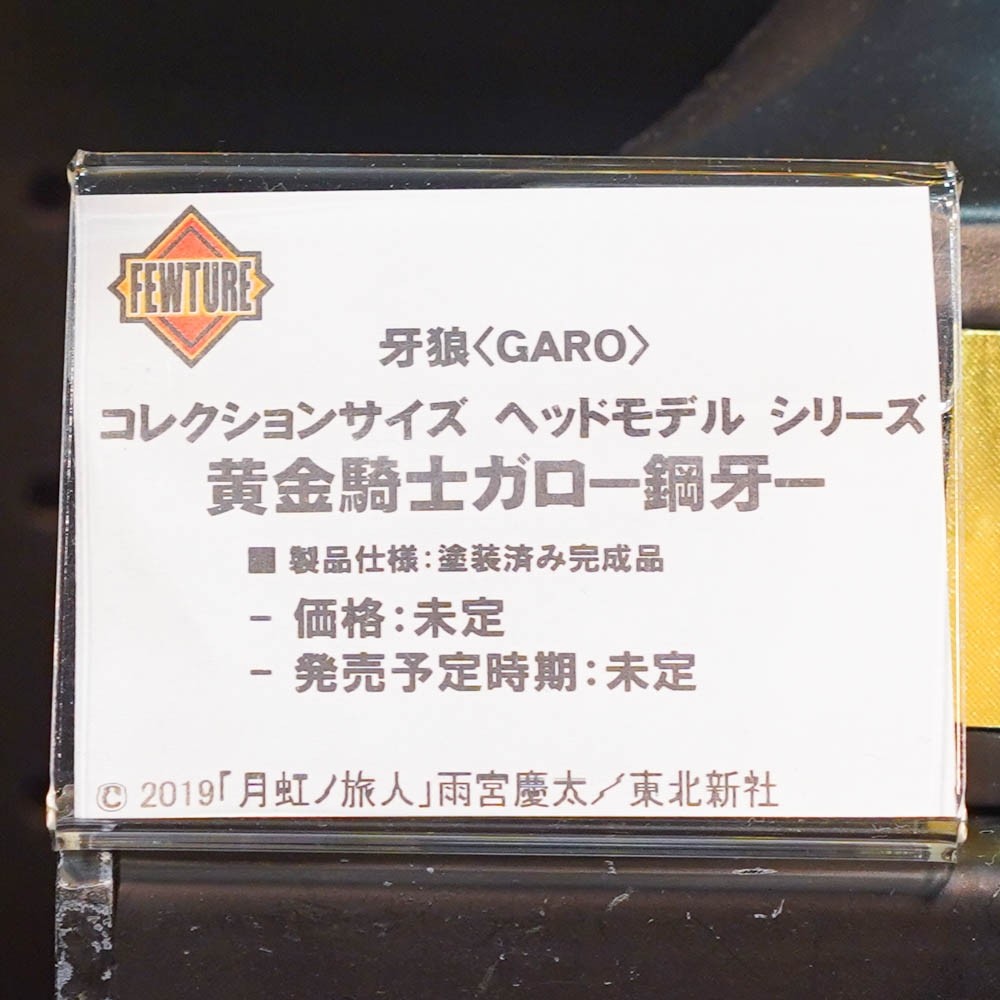 FEWTURE
牙狼〈GARO〉
コレクションサイズ ヘッドモデル シリーズ
黄金騎士ガロー鋼牙ー
■ 製品仕様：塗装済み完成品
- 価格：未定
- 発売予定時期：未定
© 2019「月虹ノ旅人」雨宮慶太／東北新社